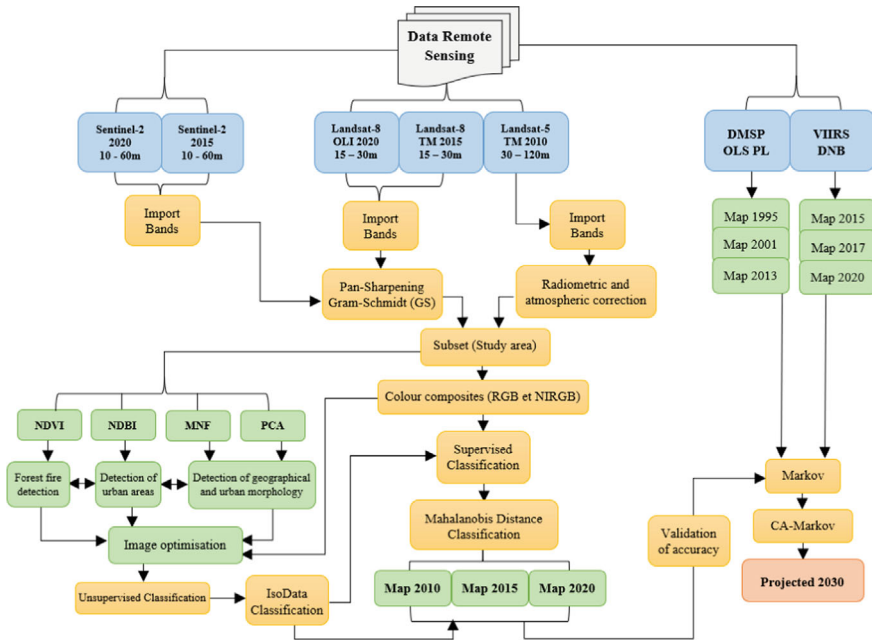 Data Remote
Sensing
Sentinel-2
2020
10 - 60m
Sentinel-2
2015
10 - 60m
Landsat-8
OLI 2020
15 – 30m
Landsat-8
TM 2015
15 – 30m
Landsat-5
TM 2010
30 – 120m
DMSP
OLS PL
VIIRS
DNB
Import
Bands
Import
Bands
Import
Bands
Map 1995
Map 2001
Map 2013
Map 2015
Map 2017
Map 2020
Pan-Sharpening
Gram-Schmidt (GS)
Radiometric and
atmospheric correction
Subset (Study area)
Colour composites (RGB et NIRGB)
NDVI
NDBI
MNF
PCA
Forest fire
detection
Detection of
urban areas
Detection of geographical
and urban morphology
Supervised
Classification
Image optimisation
Mahalanobis Distance
Classification
Unsupervised Classification
IsoData
Classification
Map 2010
Map 2015
Map 2020
Validation
of accuracy
Markov
CA-Markov
Projected 2030